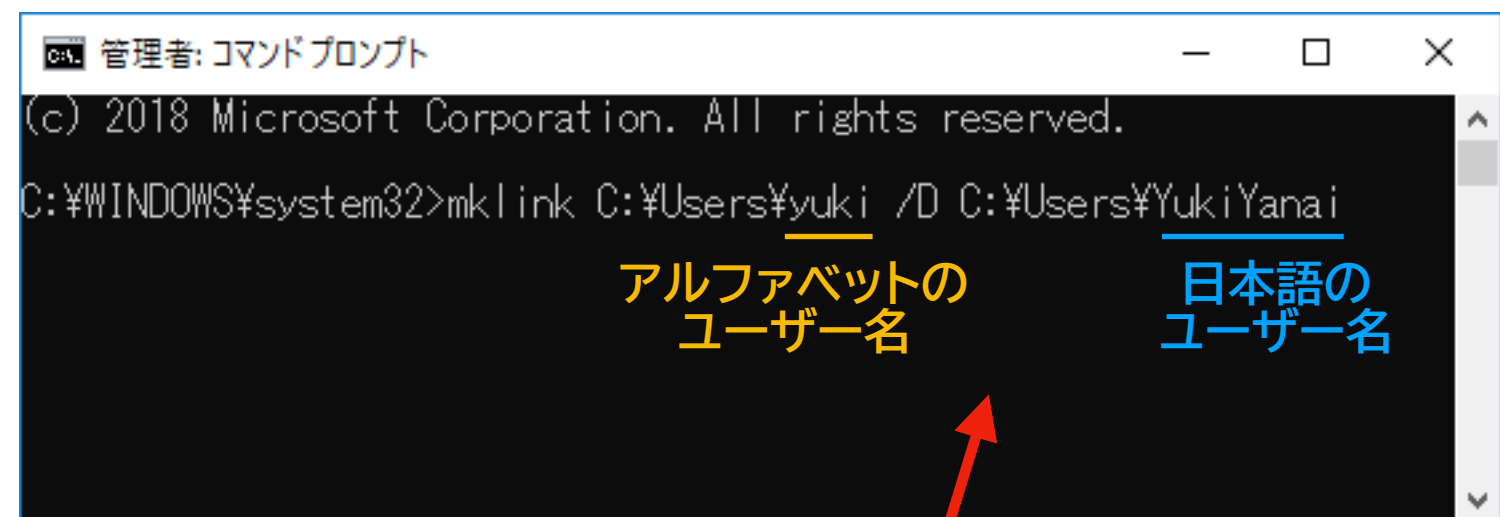 管理者: コマンド プロンプト
(c) 2018 Microsoft Corporation. All rights reserved.
C:¥WINDOWS¥system32>mklink C:¥Users¥yuki /D C:¥Users¥YukiYanai
アルファベットの
ユーザー名
日本語の
ユーザー名